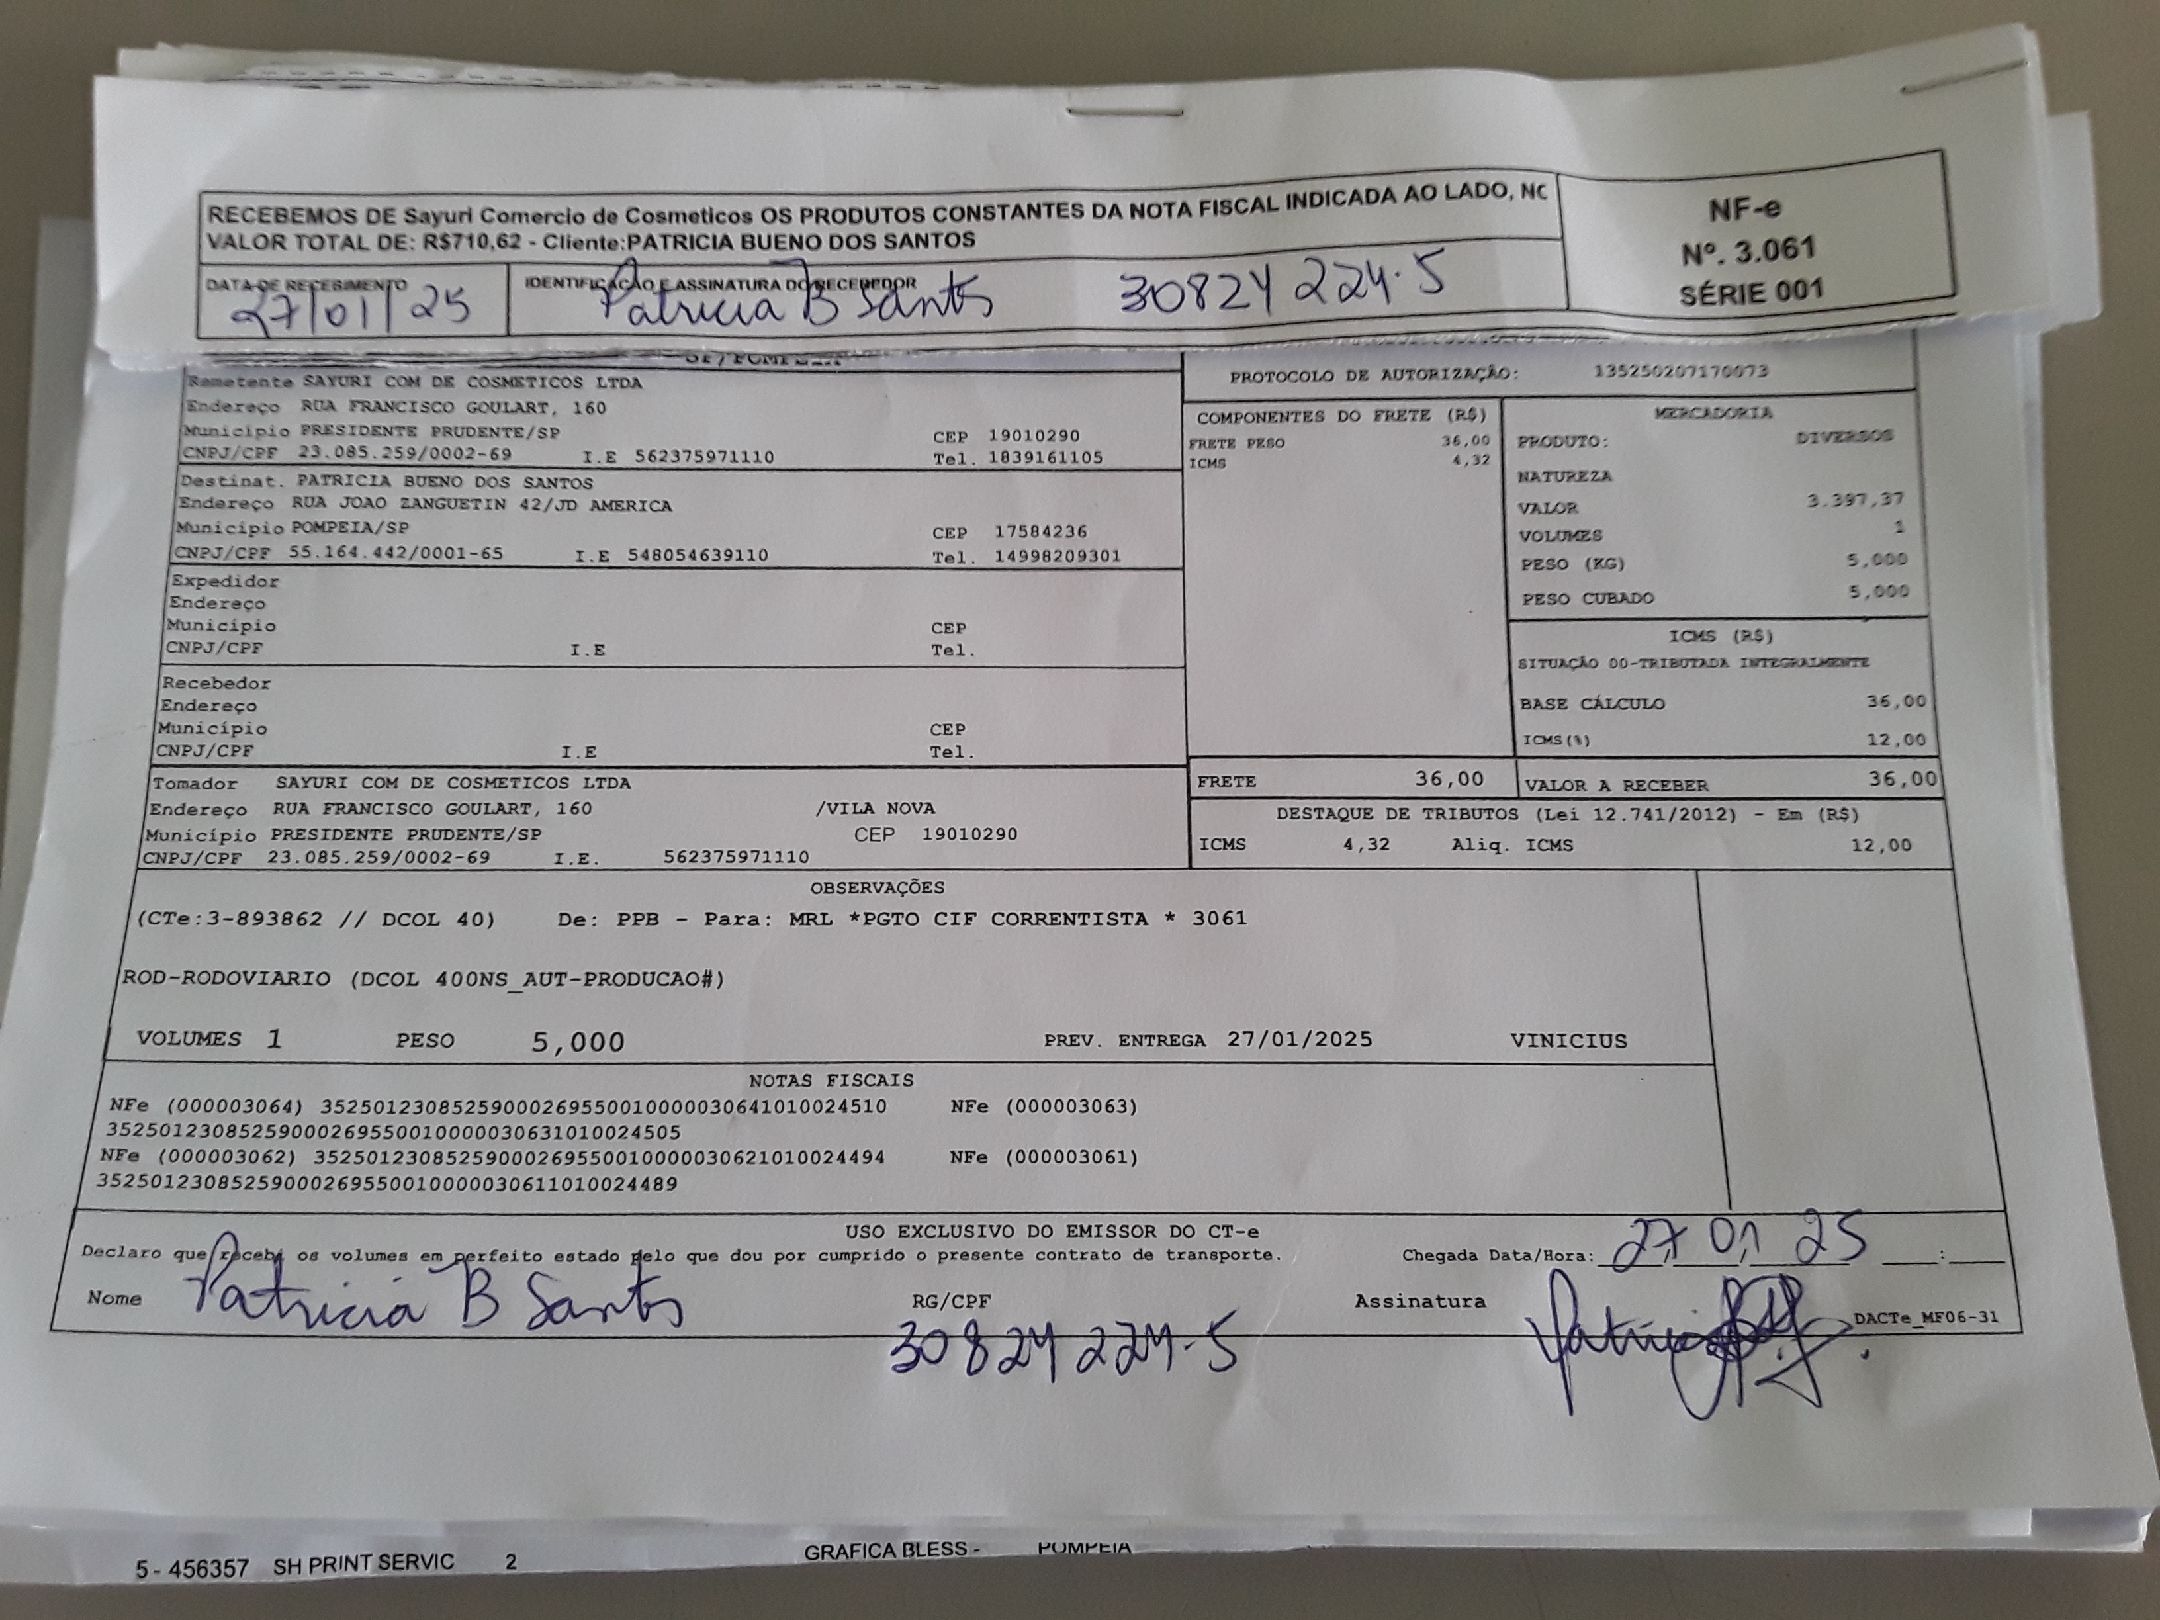 RECEBEMOS DE Sayuri Comercio de Cosmeticos OS PRODUTOS CONSTANTES DA NOTA FISCAL INDICADA AO LADO, NC
VALOR TOTAL DE: R$710,62 - Cliente:PATRICIA BUENO DOS SANTOS
NF-e
Nº. 3.061
SÉRIE 001
DATA DE RECEBIMENTO
27/01/25
IDENTIFICAÇÃO E ASSINATURA DO RECEBEDOR
Patricia B Santos 30824224-5
PROTOCOLO DE AUTORIZAÇÃO: 135250207170073
Remetente SAYURI COM DE COSMETICOS LTDA
Endereço RUA FRANCISCO GOULART, 160
Município PRESIDENTE PRUDENTE/SP CEP 19010290
CNPJ/CPF 23.085.259/0002-69 I.E 562375971110 Tel. 1839161105
Destinat. PATRICIA BUENO DOS SANTOS
Endereço RUA JOAO ZANGUETIN 42/JD AMERICA
Município POMPEIA/SP CEP 17584236
CNPJ/CPF 55.164.442/0001-65 I.E 548054639110 Tel. 14998209301
Expedidor
Endereço
Município CEP
CNPJ/CPF I.E Tel.
Recebedor
Endereço
Município CEP
CNPJ/CPF I.E Tel.
Tomador SAYURI COM DE COSMETICOS LTDA
Endereço RUA FRANCISCO GOULART, 160 /VILA NOVA
Município PRESIDENTE PRUDENTE/SP CEP 19010290
CNPJ/CPF 23.085.259/0002-69 I.E. 562375971110
COMPONENTES DO FRETE (R$)
FRETE PESO 36,00
ICMS 4,32
MERCADORIA
PRODUTO: DIVERSOS
NATUREZA
VALOR 3.397,37
VOLUMES 1
PESO (KG) 5,000
PESO CUBADO 5,000
ICMS (R$)
SITUAÇÃO 00-TRIBUTADA INTEGRALMENTE
BASE CÁLCULO 36,00
ICMS(%) 12,00
FRETE 36,00
VALOR A RECEBER 36,00
DESTAQUE DE TRIBUTOS (Lei 12.741/2012) - Em (R$)
ICMS 4,32 Aliq. ICMS 12,00
OBSERVAÇÕES
(CTe:3-893862 // DCOL 40) De: PPB - Para: MRL *PGTO CIF CORRENTISTA * 3061
ROD-RODOVIARIO (DCOL 400NS_AUT-PRODUCAO#)
VOLUMES 1 PESO 5,000 PREV. ENTREGA 27/01/2025 VINICIUS
NOTAS FISCAIS
NFe (000003064) 35250123085259000269550010000030641010024510 NFe (000003063)
35250123085259000269550010000030631010024505
NFe (000003062) 35250123085259000269550010000030621010024494 NFe (000003061)
35250123085259000269550010000030611010024489
USO EXCLUSIVO DO EMISSOR DO CT-e
Declaro que recebi os volumes em perfeito estado pelo que dou por cumprido o presente contrato de transporte. Chegada Data/Hora: 27 01 25 __:__
Nome Patricia B Santos RG/CPF 30824224-5 Assinatura
DACTe_MF06-31
5 - 456357 SH PRINT SERVIC 2 GRAFICA BLESS - POMPEIA